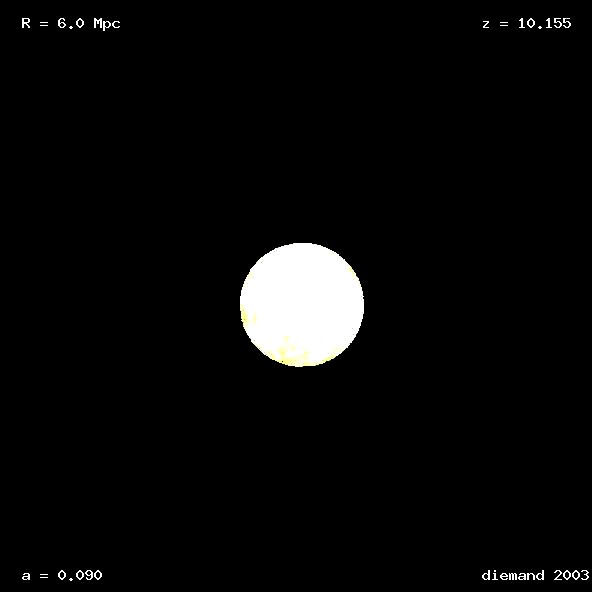 R = 6.0 Mpc
z = 10.155
a = 0.090
diemand 2003